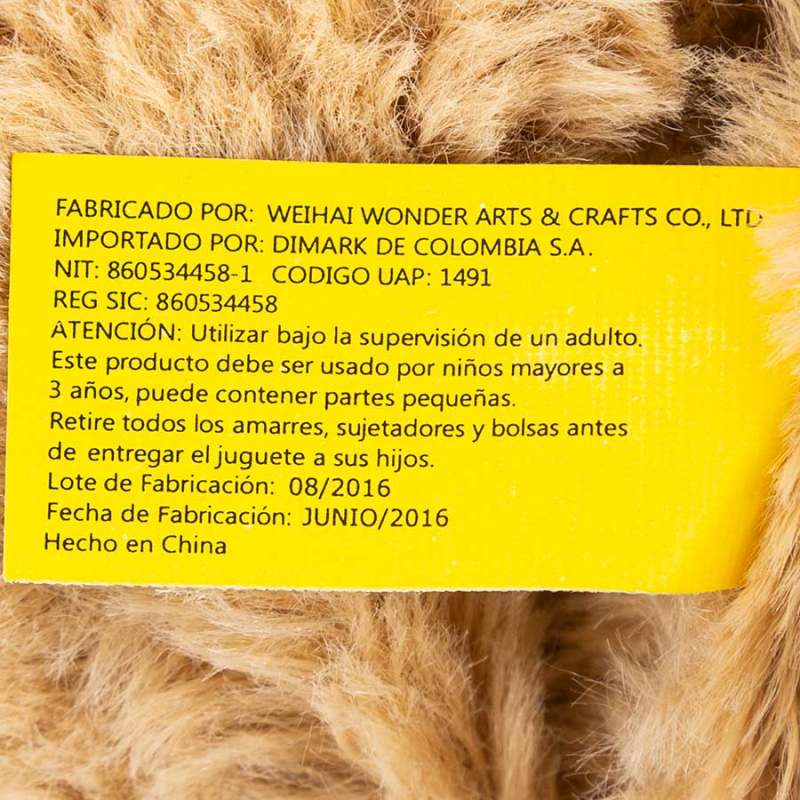 FABRICADO POR: WEIHAI WONDER ARTS & CRAFTS CO., LTD
IMPORTADO POR: DIMARK DE COLOMBIA S.A.
NIT: 860534458-1 CODIGO UAP: 1491
REG SIC: 860534458
ATENCIÓN: Utilizar bajo la supervisión de un adulto.
Este producto debe ser usado por niños mayores a
3 años, puede contener partes pequeñas.
Retire todos los amarres, sujetadores y bolsas antes
de entregar el juguete a sus hijos.
Lote de Fabricación: 08/2016
Fecha de Fabricación: JUNIO/2016
Hecho en China